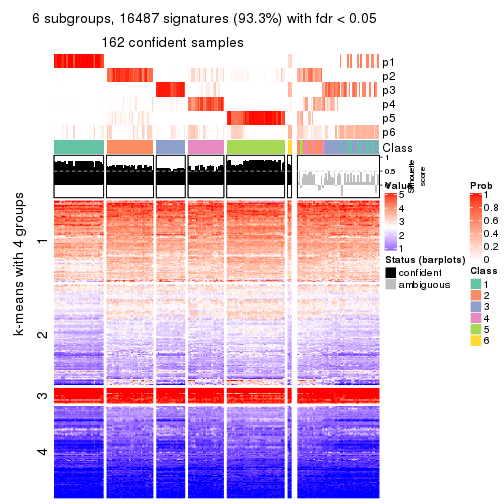 6 subgroups, 16487 signatures (93.3%) with fdr < 0.05
162 confident samples
p1
p2
p3
p4
p5
p6
Class
1
0.5
0
Silhouette
score
k-means with 4 groups
1
2
3
4
Value
5
4
3
2
1
Status (barplots)
confident
ambiguous
Prob
1
0.8
0.6
0.4
0.2
0
Class
1
2
3
4
5
6